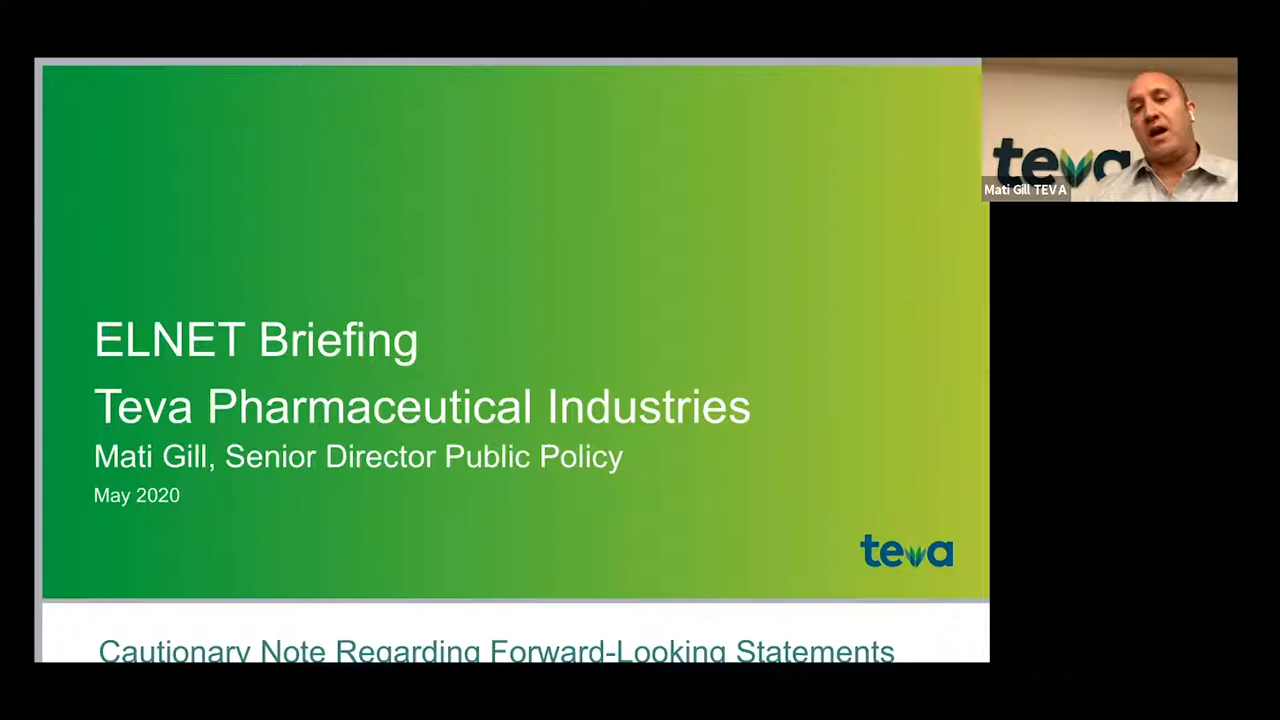 ELNET Briefing
Teva Pharmaceutical Industries
Mati Gill, Senior Director Public Policy
May 2020
teva
Cautionary Note Regarding Forward-Looking Statements
teva
Mati Gill TEVA